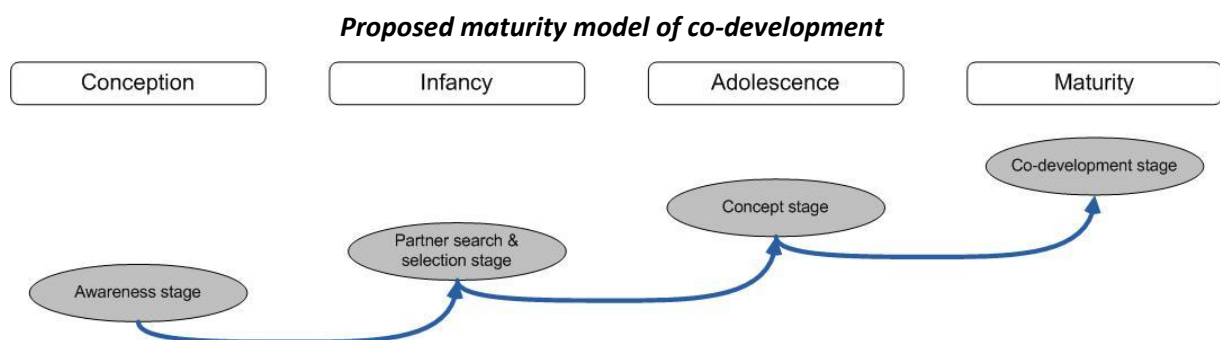 Proposed maturity model of co-development
Conception
Infancy
Adolescence
Maturity
Co-development stage
Concept stage
Partner search &
selection stage
Awareness stage